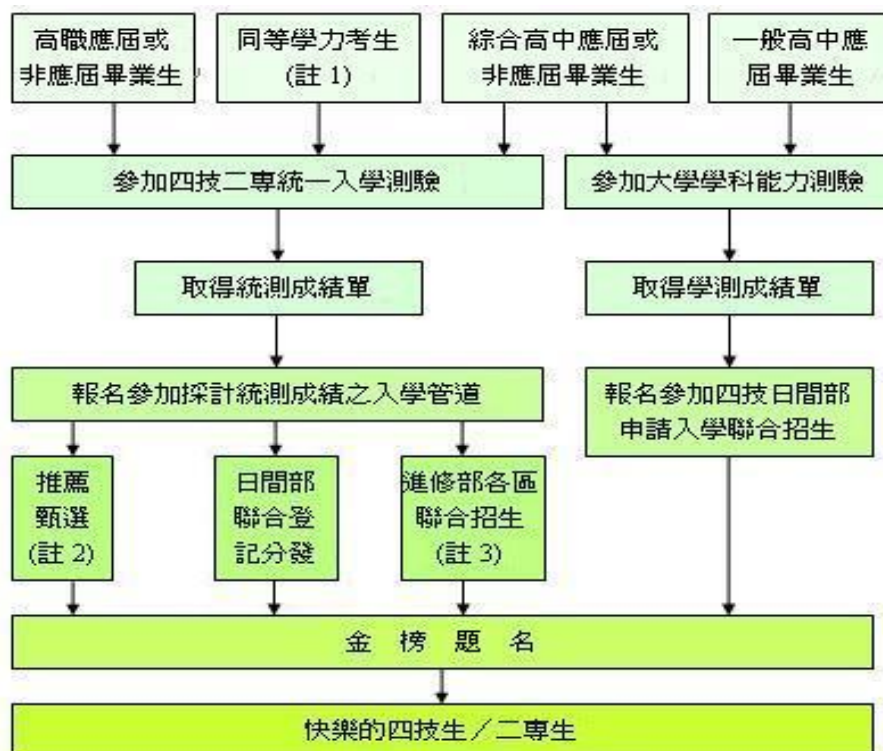 高職應屆或
非應屆畢業生
同等學力考生
(註 1)
綜合高中應屆或
非應屆畢業生
一般高中應
屆畢業生
參加四技二專統一入學測驗
參加大學學科能力測驗
取得統測成績單
取得學測成績單
報名參加採計統測成績之入學管道
報名參加四技日間部
申請入學聯合招生
推薦
甄選
(註 2)
日間部
聯合登
記分發
進修部各區
聯合招生
(註 3)
金 榜 題 名
快樂的四技生／二專生